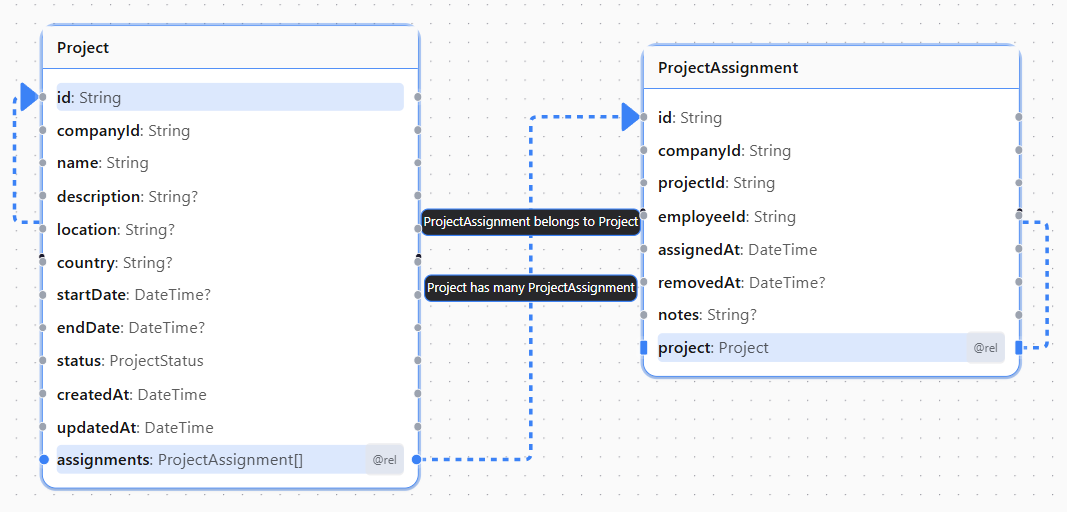 Project
id: String
companyId: String
name: String
description: String?
location: String?
country: String?
startDate: DateTime?
endDate: DateTime?
status: ProjectStatus
createdAt: DateTime
updatedAt: DateTime
assignments: ProjectAssignment[] @rel
ProjectAssignment belongs to Project
Project has many ProjectAssignment
ProjectAssignment
id: String
companyId: String
projectId: String
employeeId: String
assignedAt: DateTime
removedAt: DateTime?
notes: String?
project: Project @rel